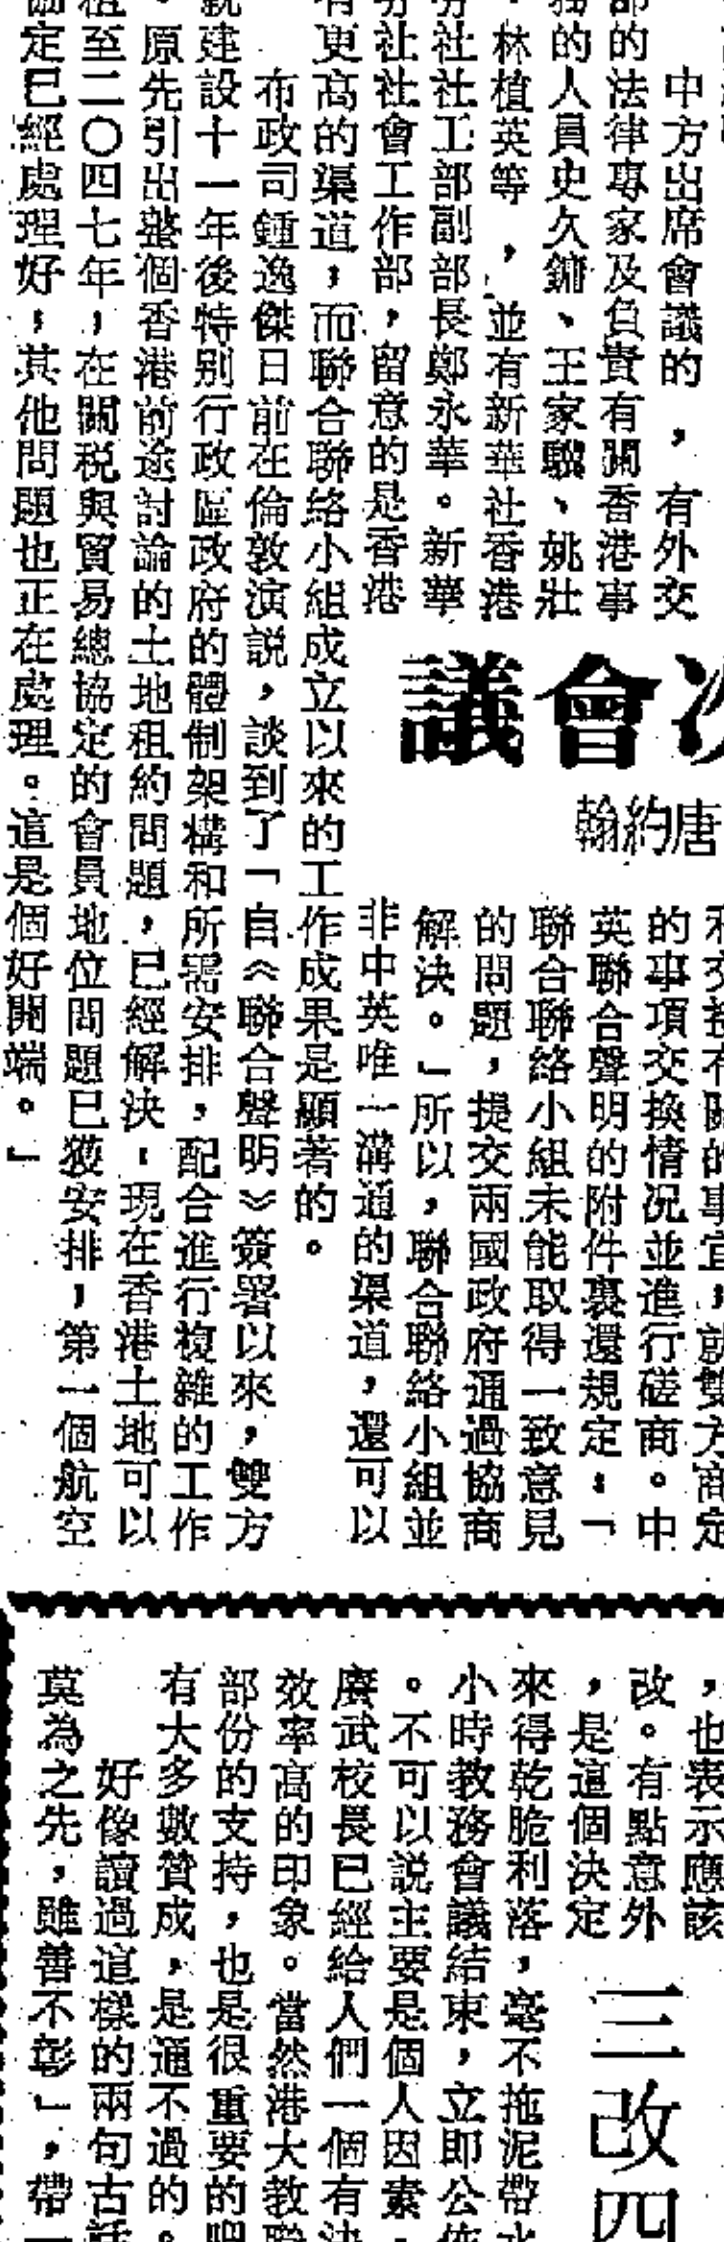 中方出席會議的，有外交
部的法律專家及負責有關香港事
務的人員史久鏞、王家驥、姚壯
、林植英等，並有新華社香港
分社社工部副部長鄭永華。新華
分社社會工作部，留意的是香港
次會議
唐約翰
和交接有關的事宜，就雙方商定
的事項交換情況並進行磋商。中
英聯合聲明的附件裏還規定：「
聯合聯絡小組未能取得一致意見
的問題，提交兩國政府通過協商
解決。」所以，聯合聯絡小組並
非中英唯一溝通的渠道，還可以
有更高的渠道，而聯合聯絡小組成立以來的工作成果是顯著的。
布政司鍾逸傑日前在倫敦演説，談到了「自《聯合聲明》簽署以來，雙方
就建設十一年後特別行政區政府的體制架構和所需安排，配合進行複雜的工作
。原先引出整個香港前途討論的土地租約問題，已經解決，現在香港土地可以
租至二〇四七年，在關税與貿易總協定的會員地位問題已獲安排，第一個航空
協定已經處理好，其他問題也正在處理。這是個好開端。」
三改四
，也表示應該
改。有點意外
，是這個決定
來得乾脆利落，毫不拖泥帶水
小時教務會議結束，立即公佈
。不可以説主要是個人因素，
廣武校長已經給人們一個有決
效率高的印象。當然港大教聯
部份的支持，也是很重要的吧
有大多數贊成，是通不過的。
好像讀過這樣的兩句古話
莫為之先，雖善不彰」，帶一